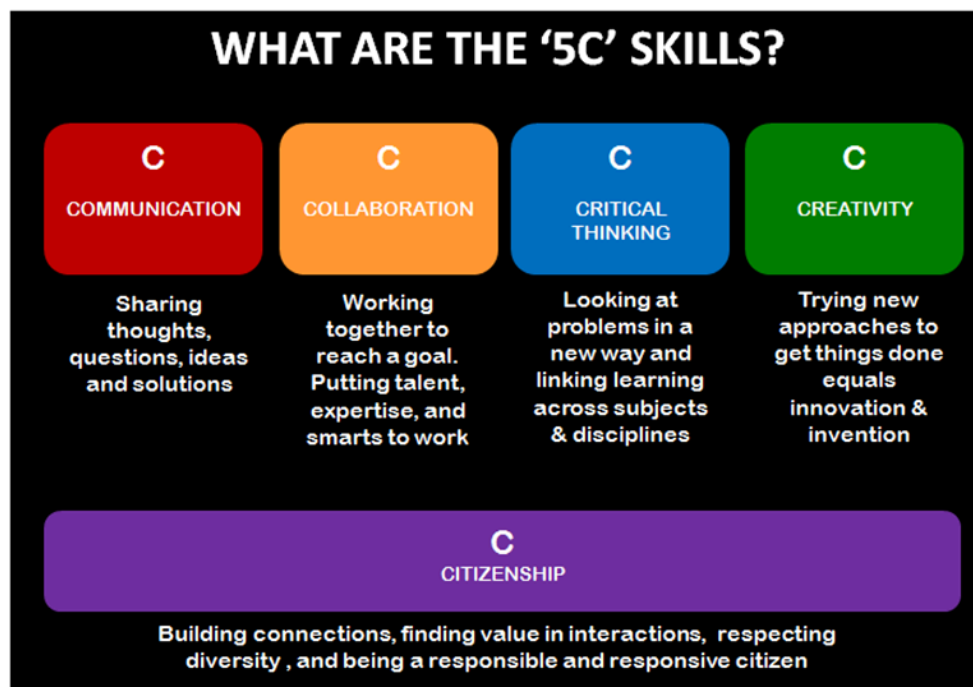 WHAT ARE THE ‘5C’ SKILLS?
C
COMMUNICATION
Sharing
thoughts,
questions, ideas
and solutions
C
COLLABORATION
Working
together to
reach a goal.
Putting talent,
expertise, and
smarts to work
C
CRITICAL
THINKING
Looking at
problems in a
new way and
linking learning
across subjects
& disciplines
C
CREATIVITY
Trying new
approaches to
get things done
equals
innovation &
invention
C
CITIZENSHIP
Building connections, finding value in interactions,  respecting
diversity , and being a responsible and responsive citizen